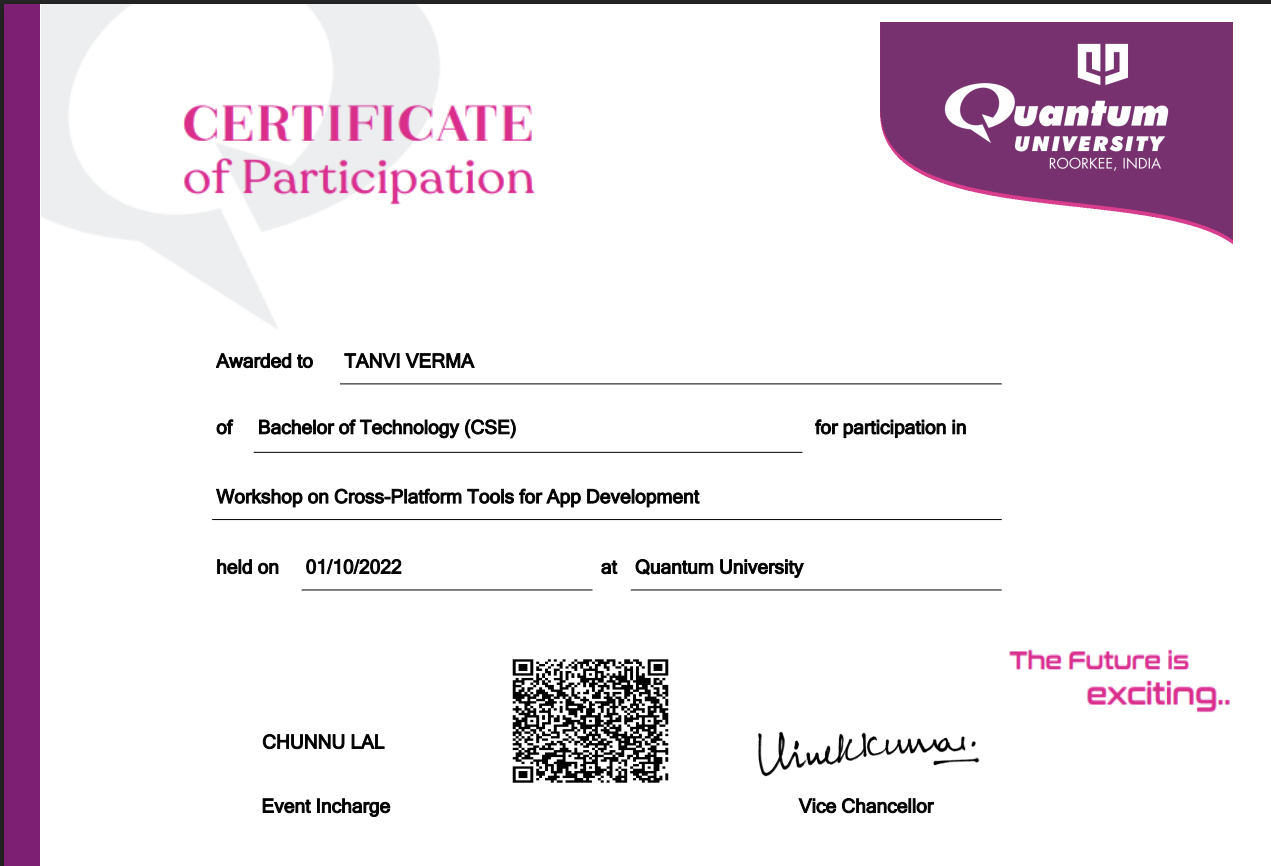 CERTIFICATE
of Participation
Quantum
UNIVERSITY
ROORKEE, INDIA
Awarded to TANVI VERMA
of Bachelor of Technology (CSE) for participation in
Workshop on Cross-Platform Tools for App Development
held on 01/10/2022 at Quantum University
The Future is
exciting..
CHUNNU LAL
Vivekkumar.
Event Incharge Vice Chancellor